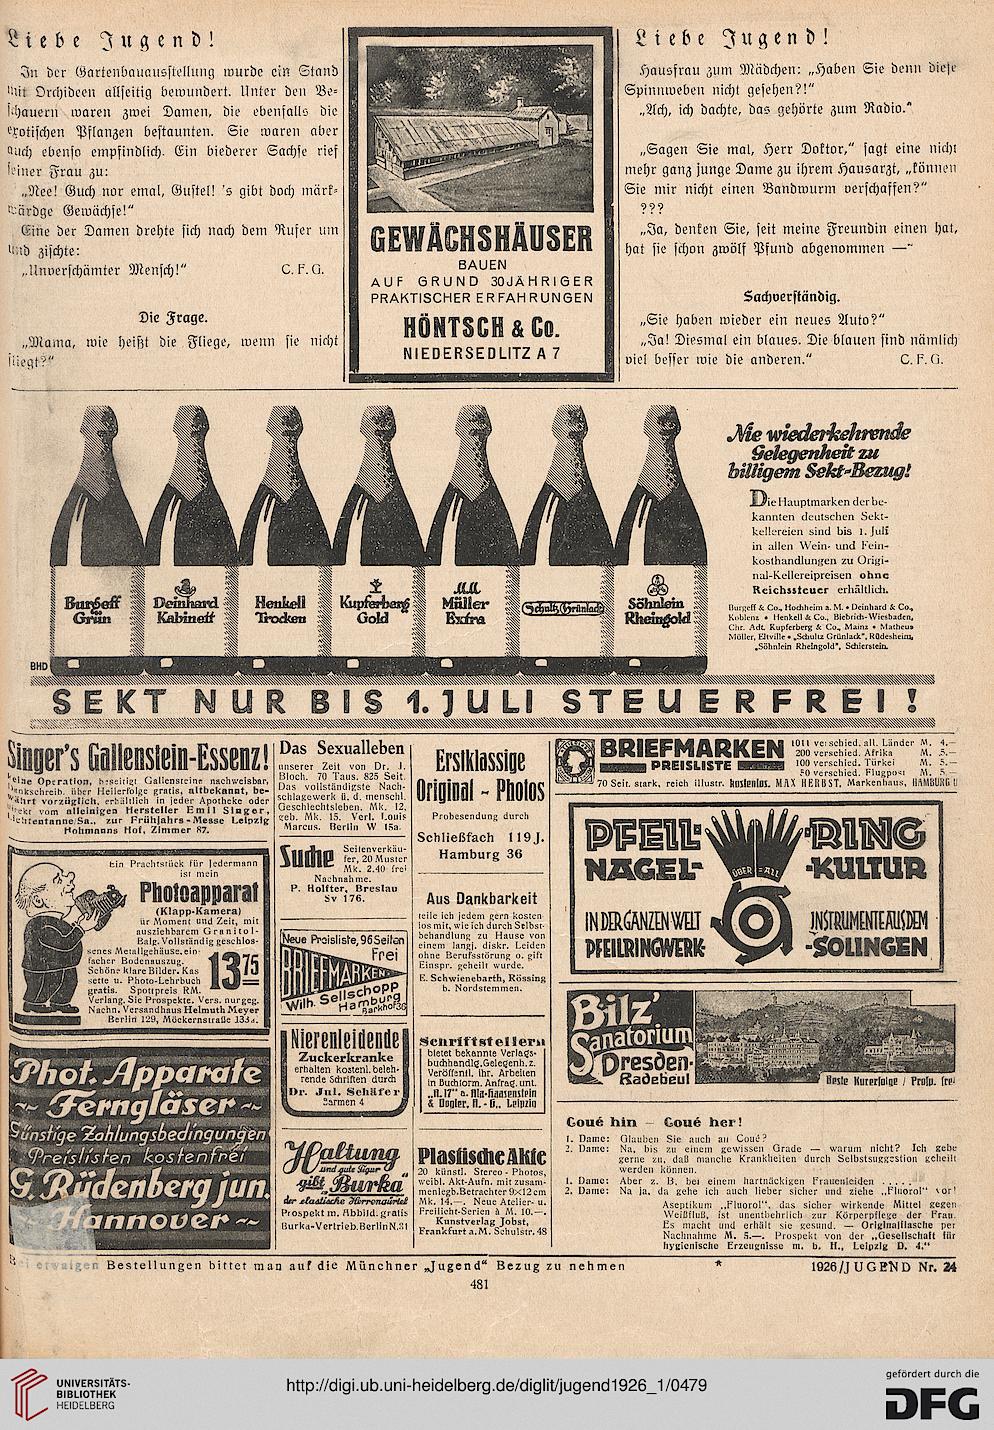 Liebe Jugend!
In der Gartenbauausstellung wurde ein Stand
mit Orchideen allseitig bewundert. Unter den Be-
schauern waren zwei Damen, die ebenfalls die
exotischen Pflanzen bestaunten. Sie waren aber
auch ebenso empfindlich. Ein biederer Sachse rief
seiner Frau zu:
„Nee! Guch nor emal, Gustel! 's gibt doch märk-
wärdge Gewächse!“
Eine der Damen drehte sich nach dem Rufer um
und zischte:
„Unverschämter Mensch!“ C. F. G.
Die Frage.
„Mama, wie heißt die Fliege, wenn sie nicht
fliegt?“
GEWÄCHSHÄUSER
BAUEN
AUF GRUND 30JÄHRIGER
PRAKTISCHER ERFAHRUNGEN
HÖNTSCH & Co.
NIEDERSEDLITZ A 7
Liebe Jugend!
Hausfrau zum Mädchen: „Haben Sie denn diese
Spinnweben nicht gesehen?!“
„Ach, ich dachte, das gehörte zum Radio.“
„Sagen Sie mal, Herr Doktor,“ sagt eine nicht
mehr ganz junge Dame zu ihrem Hausarzt, „können
Sie mir nicht einen Bandwurm verschaffen?“
???
„Ja, denken Sie, seit meine Freundin einen hat,
hat sie schon zwölf Pfund abgenommen —“
Sachverständig.
„Sie haben wieder ein neues Auto?“
„Ja! Diesmal ein blaues. Die blauen sind nämlich
viel besser wie die anderen.“ C. F. G.
Burgeff
Grün
Deinhard
Kabinett
Henkell
Trocken
Kupferberg
Gold
Müller
Extra
Schultz Grünlack
Söhnlein
Rheingold
BHD
Nie wiederkehrende
Gelegenheit zu
billigem Sekt-Bezug!
Die Hauptmarken der be-
kannten deutschen Sekt-
kellereien sind bis 1. Juli
in allen Wein- und Fein-
kosthandlungen zu Origi-
nal-Kellereipreisen ohne
Reichssteuer erhältlich.
Burgeff & Co., Hochheim a. M. • Deinhard & Co.,
Koblenz • Henkell & Co., Biebrich-Wiesbaden,
Chr. Adt. Kupferberg & Co., Mainz • Matheus
Müller, Eltville • „Schultz Grünlack“, Rüdesheim,
„Söhnlein Rheingold“, Schierstein.
SEKT NUR BIS 1. JULI STEUERFREI!
Singer's Gallenstein-Essenz!
Keine Operation, beseitigt Gallensteine nachweisbar,
Dankschreib. über Heilerfolge gratis, altbekannt, be-
währt vorzüglich, erhältlich in jeder Apotheke oder
direkt vom alleinigen Hersteller Emil Singer,
Lichtentanne/Sa., zur Frühjahrs-Messe Leipzig
Hohmanns Hof, Zimmer 87.
Ein Prachtstück für Jedermann
ist mein
Photoapparat
(Klapp-Kamera)
für Moment und Zeit, mit
ausziehbarem Granitol-
Balg. Vollständig geschlos-
senes Metallgehäuse, ein-
facher Bodenauszug.
Schöne klare Bilder. Kas
sette u. Photo-Lehrbuch
gratis. Spottpreis RM.
13 75
Verlang. Sie Prospekte. Vers. nur geg.
Nachn. Versandhaus Helmuth Meyer
Berlin 129, Möckernstraße 133a.
Phot. Apparate
Ferngläser
Günstige Zahlungsbedingungen
Preislisten kostenfrei
G. Rüdenberg jun.
Hannover
Das Sexualleben
unserer Zeit von Dr. J.
Bloch. 70 Taus. 825 Seit.
Das vollständigste Nach-
schlagewerk ü. d. menschl.
Geschlechtsleben, Mk. 12,
geb. Mk. 15. Verl. Louis
Marcus. Berlin W 15a.
Suche
Seitenverkäu-
fer, 20 Muster
Mk. 2.40 frei
Nachnahme.
P. Holfter, Breslau
Sv 176.
Neue Preisliste, 96 Seiten
frei
BRIEFMARKEN
Wilh. Sellschopp
Hamburg
Barkhof 36
Nierenleidende
Zuckerkranke
erhalten kostenl. beleh-
rende Schriften durch
Dr. Jul. Schäfer
Barmen 4
Haltung
und gute Figur
gibt „Burka“
der elastische Herrengürtel
Prospekt m. Abbild. gratis
Burka-Vertrieb, Berlin N.31
Erstklassige
Original - Photos
Probesendung durch
Schließfach 119 J.
Hamburg 36
Aus Dankbarkeit
teile ich jedem gern kosten
los mit, wie ich durch Selbst-
behandlung zu Hause von
einem langj. diskr. Leiden
ohne Berufsstörung o. gift
Einspr. geheilt wurde.
E. Schwienebarth, Rössing
b. Nordstemmen.
Schriftstellern
bietet bekannte Verlags-
buchhandlg. Gelegenh. z.
Veröffentl. ihr. Arbeiten
in Buchform. Anfrag. unt.
„A. 17“ a. Ala-Haasenstein
& Vogler, A. - G., Leipzig
Plastische Akte
20 künstl. Stereo - Photos,
weibl. Akt-Aufn. mit zusam-
menlegb. Betrachter 9×12 cm
Mk. 14.—. Neue Atelier- u.
Freilicht-Serien à M. 10.—.
Kunstverlag Jobst,
Frankfurt a. M. Schulstr. 48
BRIEFMARKEN
PREISLISTE
1011 verschied. all. Länder M. 4.—
200 verschied. Afrika M. 5.—
100 verschied. Türkei M. 5.—
50 verschied. Flugpost M. 5.—
70 Seit. stark, reich illustr. kostenlos. MAX HERBST, Markenhaus, HAMBURG U
PFEIL-RING
NAGEL-KULTUR
ÜBER ALL
IN DER GANZEN WELT
INSTRUMENTE AUS DEM
PFEILRINGWERK-SOLINGEN
Bilz'
Sanatorium
Dresden-
Radebeul
Beste Kurerfolge / Prosp. frei
Coué hin — Coué her!
1. Dame: Glauben Sie auch an Coué?
2. Dame: Na, bis zu einem gewissen Grade — warum nicht? Ich gebe
gerne zu, daß manche Krankheiten durch Selbstsuggestion geheilt
werden können.
1. Dame: Aber z. B. bei einem hartnäckigen Frauenleiden .....
2. Dame: Na ja, da gehe ich auch lieber sicher und ziehe „Fluorol“ vor!
Aseptikum „Fluorol“, das sicher wirkende Mittel gegen
Weißfluß, ist unentbehrlich zur Körperpflege der Frau.
Es macht und erhält sie gesund. — Originalflasche per
Nachnahme M. 5.—. Prospekt von der „Gesellschaft für
hygienische Erzeugnisse m. b. H., Leipzig D. 4.“
Bei etwaigen Bestellungen bittet man auf die Münchner „Jugend“ Bezug zu nehmen * 1926 / JUGEND Nr. 24
481
UNIVERSITÄTS-
BIBLIOTHEK
HEIDELBERG
http://digi.ub.uni-heidelberg.de/diglit/jugend1926_1/0479
gefördert durch die
DFG